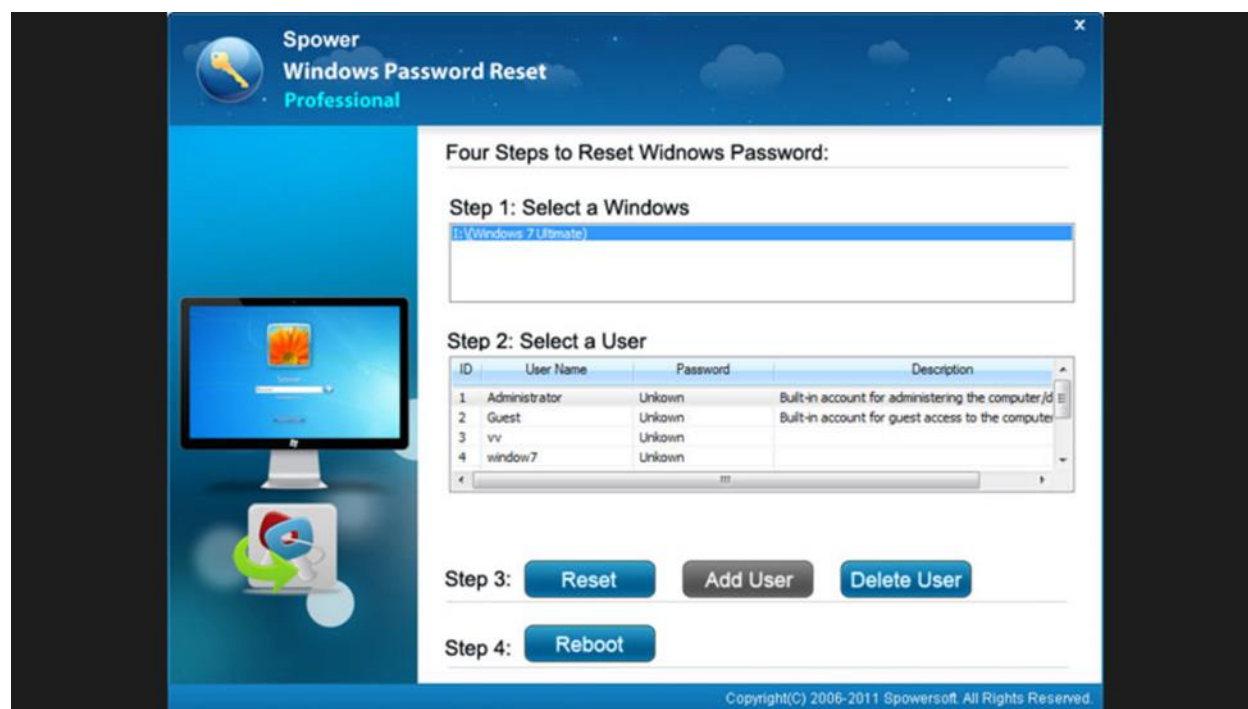 x
Spower
Windows Password Reset
Professional
Four Steps to Reset Widnows Password:
Step 1: Select a Windows
I:\(Windows 7 Ultimate)
Step 2: Select a User
ID User Name Password Description
1 Administrator Unkown Built-in account for administering the computer/d
2 Guest Unkown Built-in account for guest access to the computer
3 vv Unkown
4 window7 Unkown
Step 3: Reset Add User Delete User
Step 4: Reboot
Copyright(C) 2006-2011 Spowersoft. All Rights Reserved.